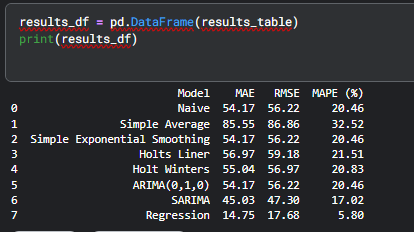 results_df = pd.DataFrame(results_table)
print(results_df)
Model MAE RMSE MAPE (%)
0 Naive 54.17 56.22 20.46
1 Simple Average 85.55 86.86 32.52
2 Simple Exponential Smoothing 54.17 56.22 20.46
3 Holts Liner 56.97 59.18 21.51
4 Holt Winters 55.04 56.97 20.83
5 ARIMA(0,1,0) 54.17 56.22 20.46
6 SARIMA 45.03 47.30 17.02
7 Regression 14.75 17.68 5.80